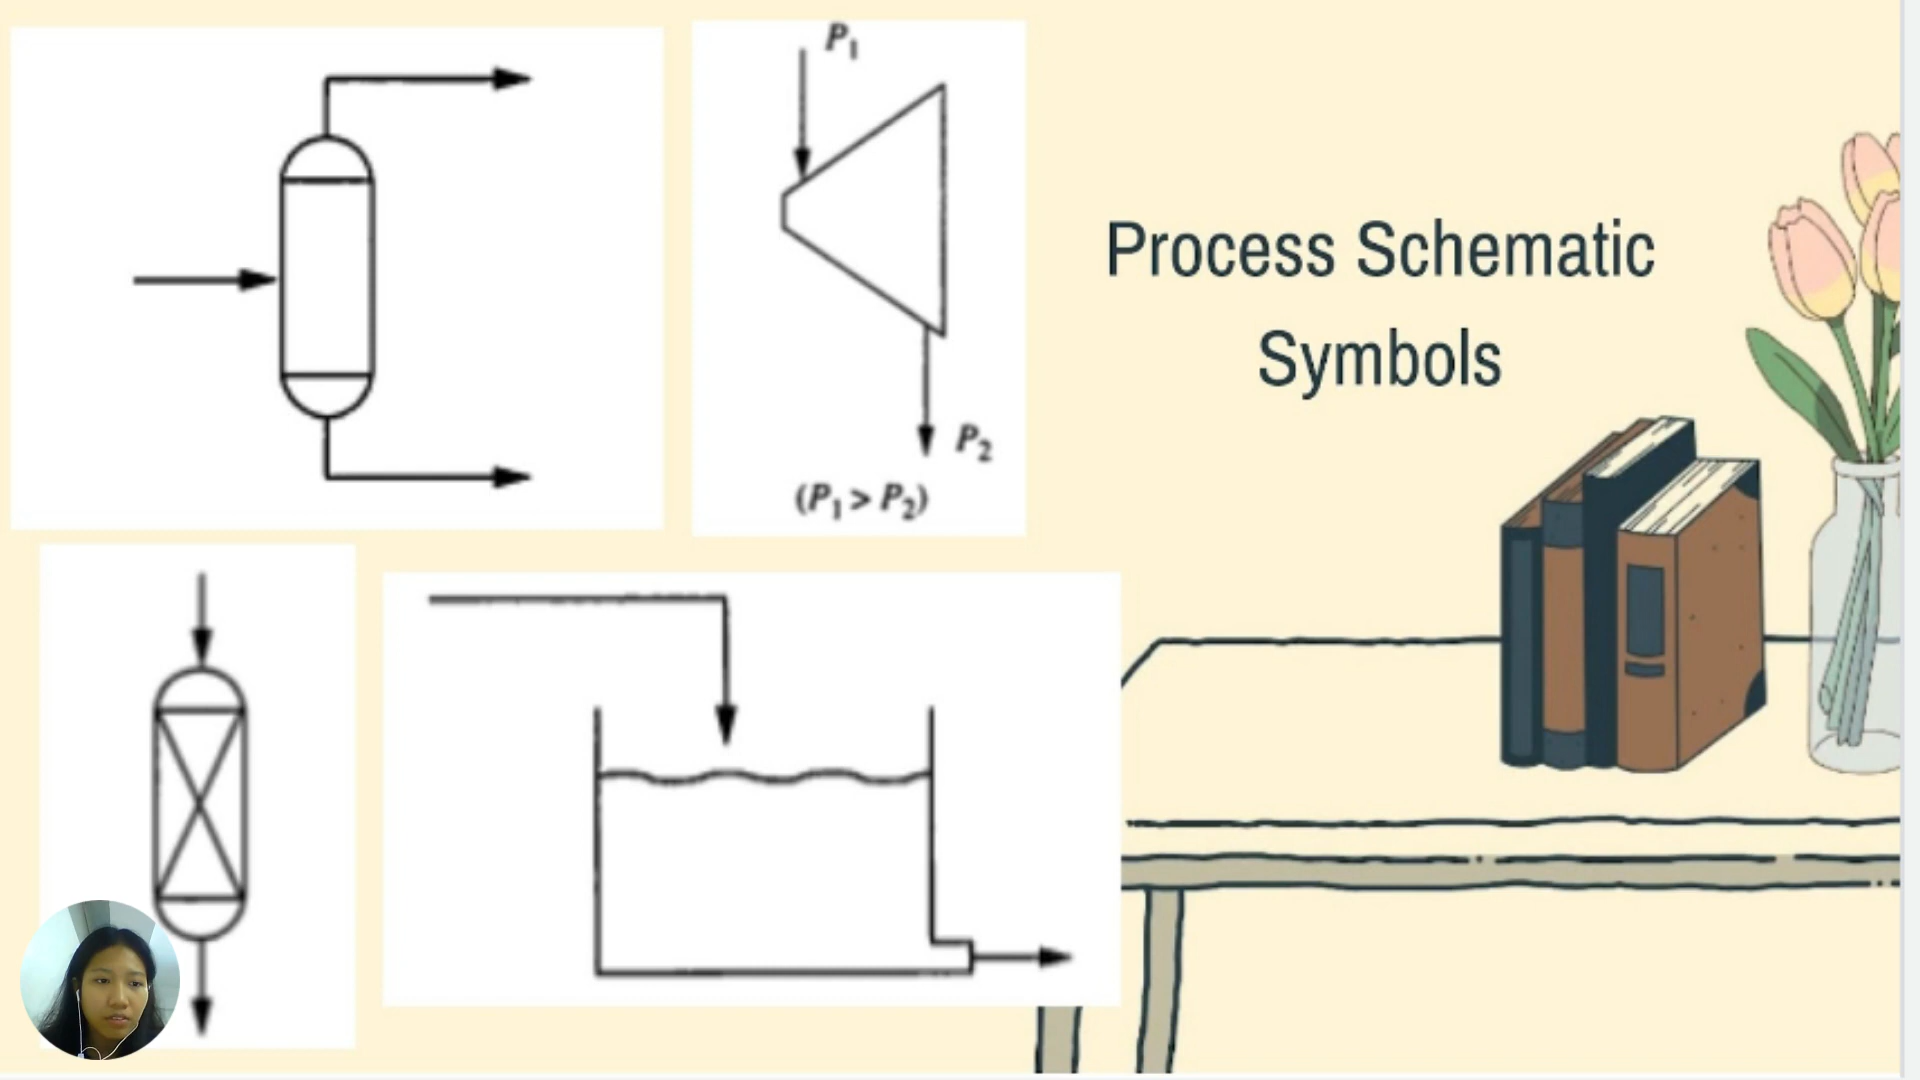 P1
P2
(P1 > P2)
Process Schematic
Symbols